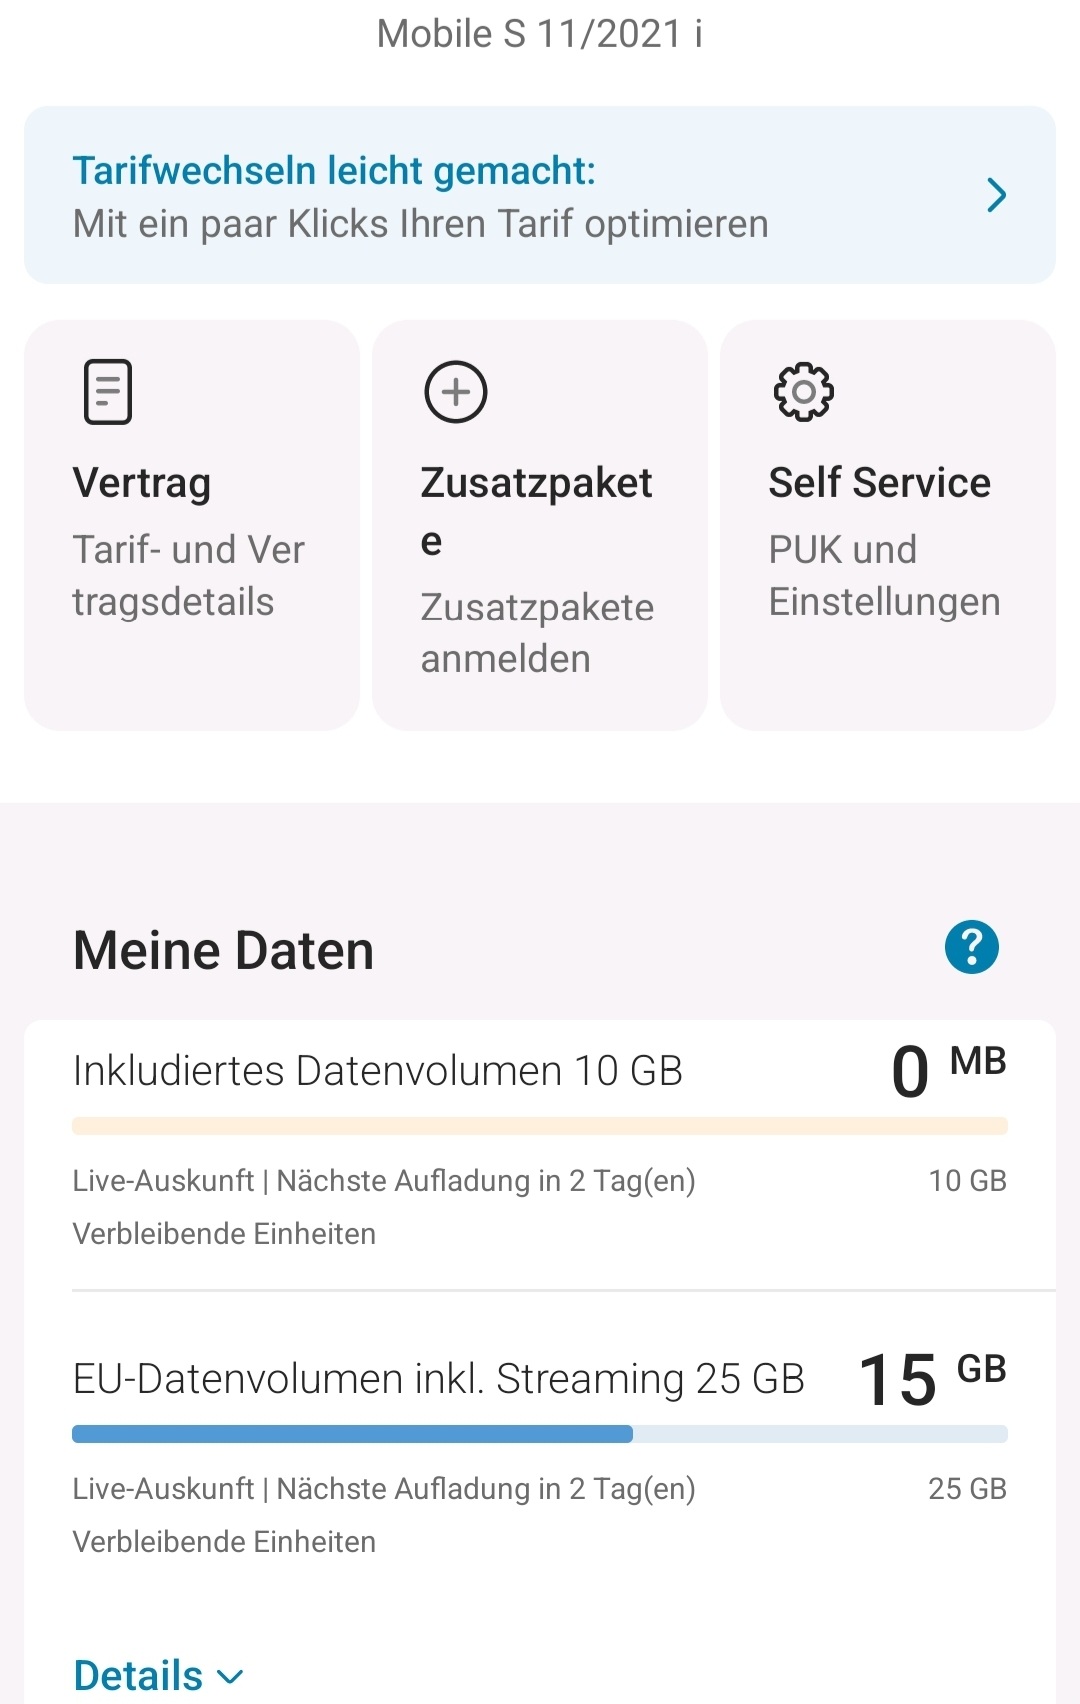 Mobile S 11/2021 i
Tarifwechseln leicht gemacht:
Mit ein paar Klicks Ihren Tarif optimieren
Vertrag
Tarif- und Ver
tragsdetails
Zusatzpaket
e
Zusatzpakete
anmelden
Self Service
PUK und
Einstellungen
Meine Daten
?
Inkludiertes Datenvolumen 10 GB
0 MB
Live-Auskunft | Nächste Aufladung in 2 Tag(en)
10 GB
Verbleibende Einheiten
EU-Datenvolumen inkl. Streaming 25 GB
15 GB
Live-Auskunft | Nächste Aufladung in 2 Tag(en)
25 GB
Verbleibende Einheiten
Details